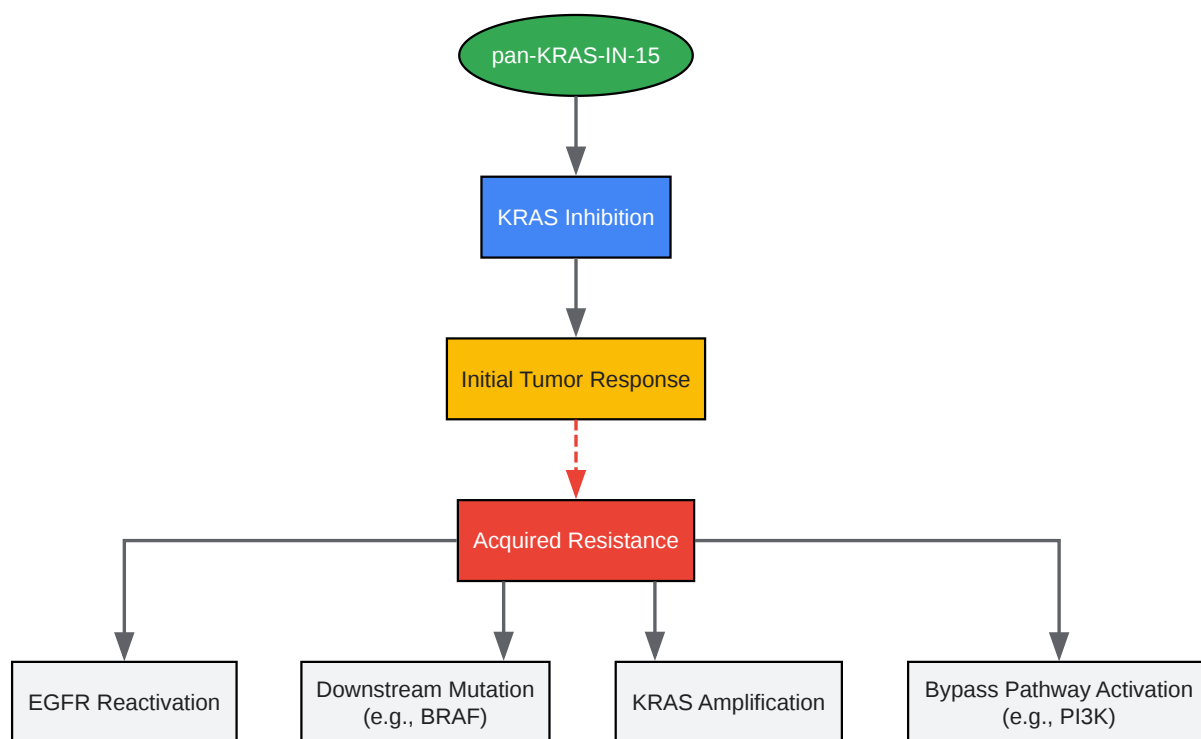 pan-KRAS-IN-15
KRAS Inhibition
Initial Tumor Response
Acquired Resistance
EGFR Reactivation
Downstream Mutation
(e.g., BRAF)
KRAS Amplification
Bypass Pathway Activation
(e.g., PI3K)